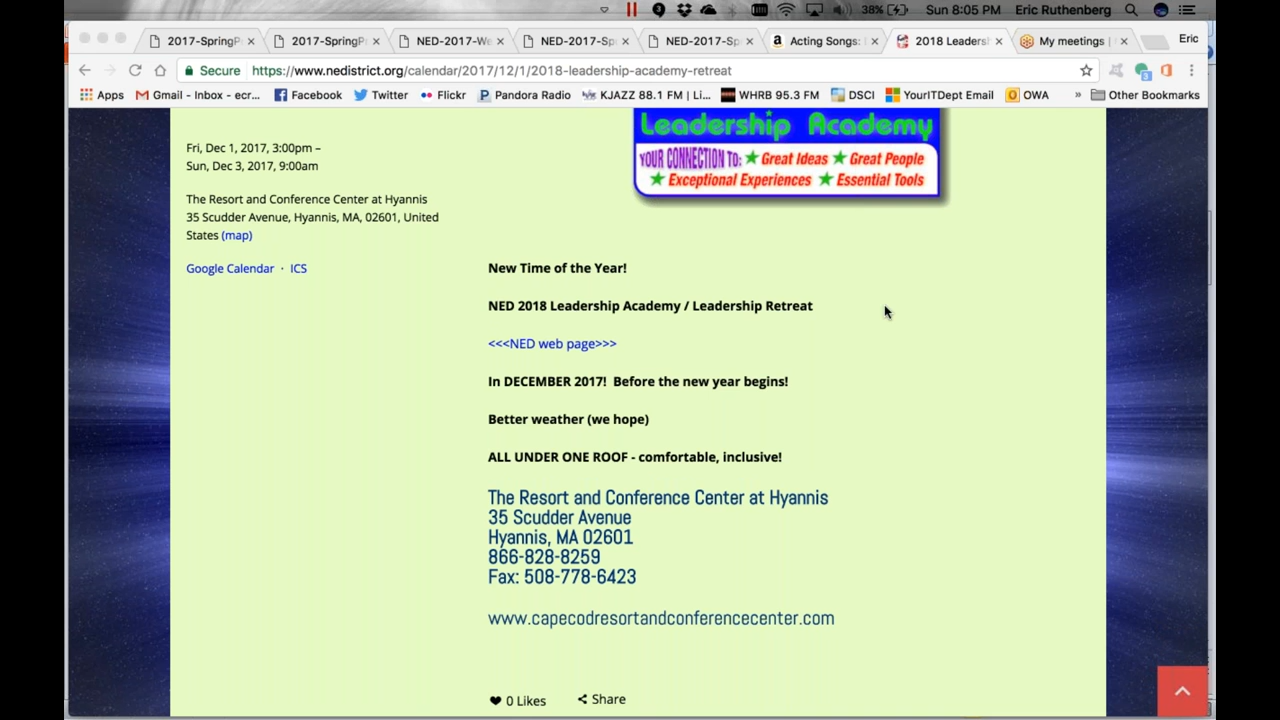 38%
Sun 8:05 PM
Eric Ruthenberg
2017-SpringP
2017-SpringP
NED-2017-We
NED-2017-Sp
NED-2017-Sp
Acting Songs:
2018 Leaders
My meetings |
Eric
Secure
https://www.nedistrict.org/calendar/2017/12/1/2018-leadership-academy-retreat
Apps
Gmail - Inbox - ecr...
Facebook
Twitter
Flickr
Pandora Radio
KJAZZ 88.1 FM | Li...
WHRB 95.3 FM
DSCI
YourITDept Email
OWA
»
Other Bookmarks
Leadership Academy
YOUR CONNECTION TO: ★ Great Ideas ★ Great People
★ Exceptional Experiences ★ Essential Tools
Fri, Dec 1, 2017, 3:00pm –
Sun, Dec 3, 2017, 9:00am
The Resort and Conference Center at Hyannis
35 Scudder Avenue, Hyannis, MA, 02601, United
States (map)
Google Calendar · ICS
New Time of the Year!
NED 2018 Leadership Academy / Leadership Retreat
<<<NED web page>>>
In DECEMBER 2017! Before the new year begins!
Better weather (we hope)
ALL UNDER ONE ROOF - comfortable, inclusive!
The Resort and Conference Center at Hyannis
35 Scudder Avenue
Hyannis, MA 02601
866-828-8259
Fax: 508-778-6423
www.capecodresortandconferencecenter.com
0 Likes
Share